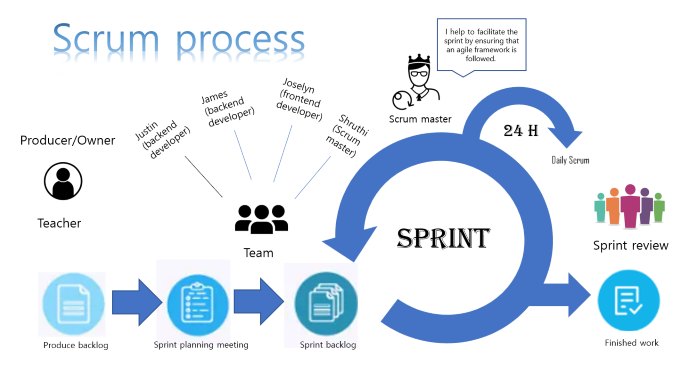 Scrum process
I help to facilitate the
sprint by ensuring that
an agile framework is
followed.
Scrum master
Justin
(backend
developer)
James
(backend
developer)
Joselyn
(frontend
developer)
Shruthi
(Scrum
master)
Producer/Owner
Teacher
Team
24 H
Daily Scrum
SPRINT
Sprint review
Produce backlog
Sprint planning meeting
Sprint backlog
Finished work